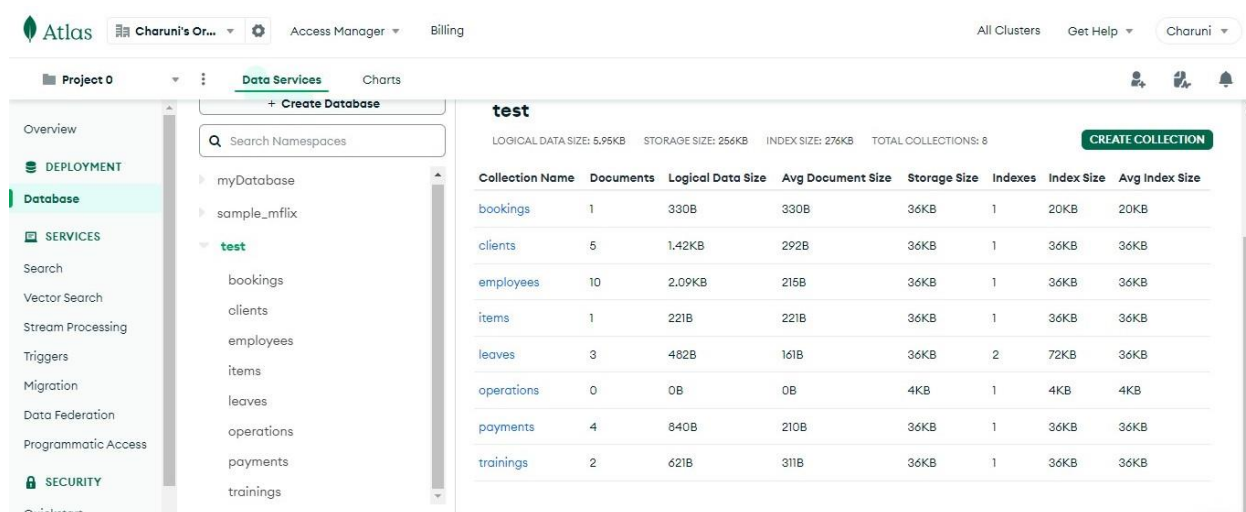 Atlas Charuni's Or... Access Manager Billing All Clusters Get Help Charuni
Project 0 Data Services Charts
Overview
DEPLOYMENT
Database
SERVICES
Search
Vector Search
Stream Processing
Triggers
Migration
Data Federation
Programmatic Access
SECURITY
+ Create Database
Search Namespaces
myDatabase
sample_mflix
test
bookings
clients
employees
items
leaves
operations
payments
trainings
test
LOGICAL DATA SIZE: 5.95KB STORAGE SIZE: 256KB INDEX SIZE: 276KB TOTAL COLLECTIONS: 8 CREATE COLLECTION
Collection Name Documents Logical Data Size Avg Document Size Storage Size Indexes Index Size Avg Index Size
bookings 1 330B 330B 36KB 1 20KB 20KB
clients 5 1.42KB 292B 36KB 1 36KB 36KB
employees 10 2.09KB 215B 36KB 1 36KB 36KB
items 1 221B 221B 36KB 1 36KB 36KB
leaves 3 482B 161B 36KB 2 72KB 36KB
operations 0 0B 0B 4KB 1 4KB 4KB
payments 4 840B 210B 36KB 1 36KB 36KB
trainings 2 621B 311B 36KB 1 36KB 36KB